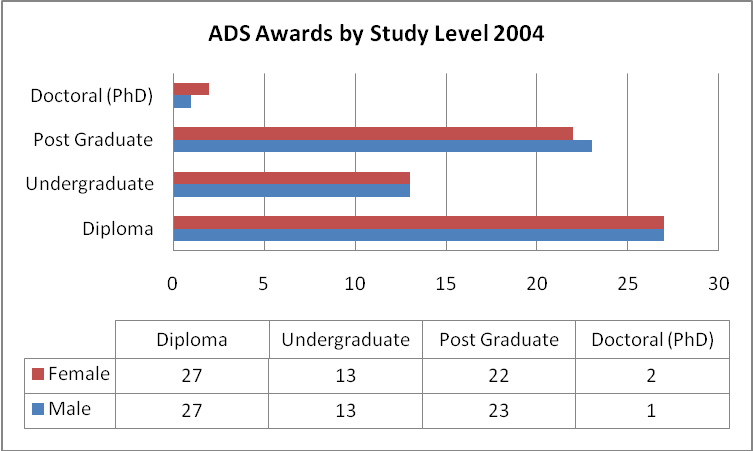 ADS Awards by Study Level 2004
Doctoral (PhD)
Post Graduate
Undergraduate
Diploma
0 5 10 15 20 25 30
Diploma Undergraduate Post Graduate Doctoral (PhD)
Female 27 13 22 2
Male 27 13 23 1